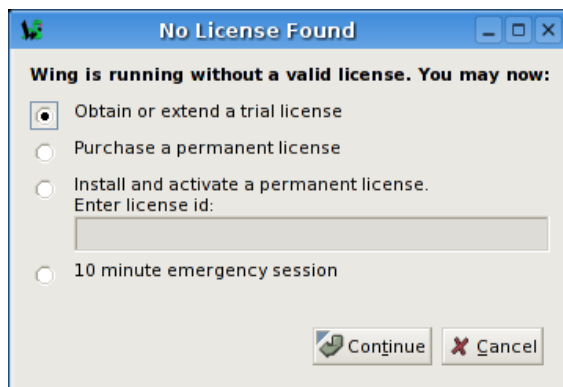 No License Found
Wing is running without a valid license. You may now:
Obtain or extend a trial license
Purchase a permanent license
Install and activate a permanent license.
Enter license id:
10 minute emergency session
Continue
Cancel